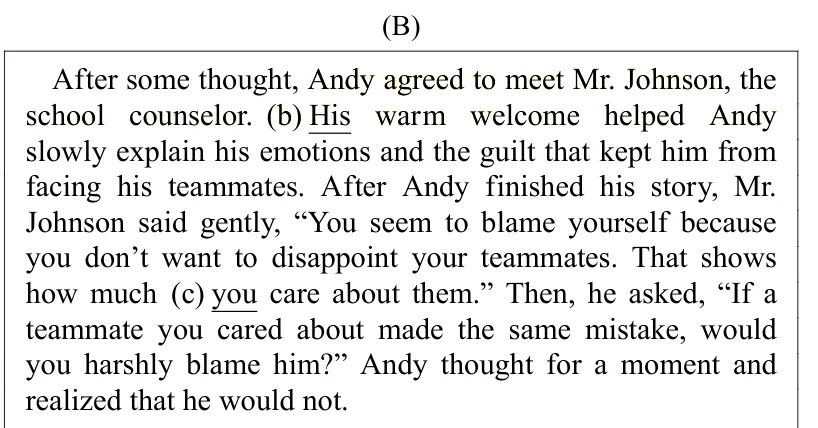 (B)
After some thought, Andy agreed to meet Mr. Johnson, the
school counselor. (b) His warm welcome helped Andy
slowly explain his emotions and the guilt that kept him from
facing his teammates. After Andy finished his story, Mr.
Johnson said gently, “You seem to blame yourself because
you don’t want to disappoint your teammates. That shows
how much (c) you care about them.” Then, he asked, “If a
teammate you cared about made the same mistake, would
you harshly blame him?” Andy thought for a moment and
realized that he would not.